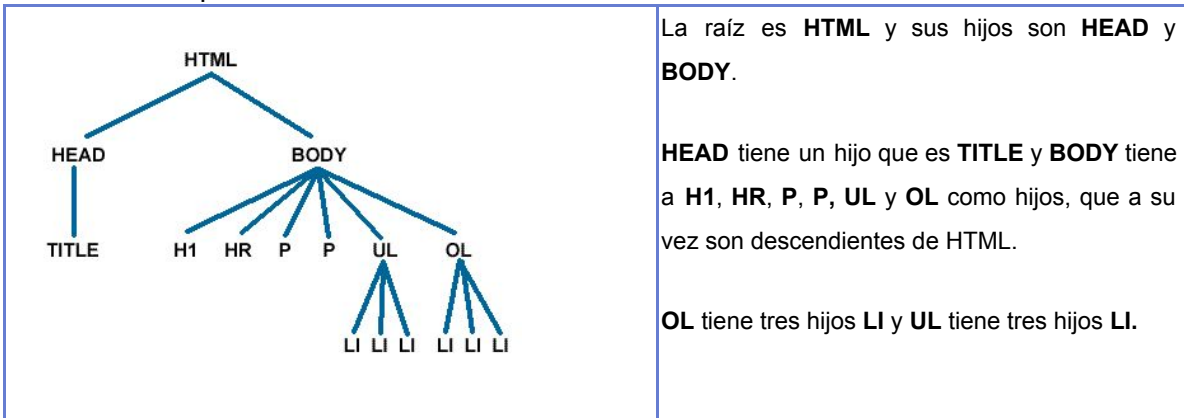 HTML
HEAD BODY
TITLE H1 HR P P UL OL
LI LI LI LI LI LI
La raíz es HTML y sus hijos son HEAD y
BODY.
HEAD tiene un hijo que es TITLE y BODY tiene
a H1, HR, P, P, UL y OL como hijos, que a su
vez son descendientes de HTML.
OL tiene tres hijos LI y UL tiene tres hijos LI.